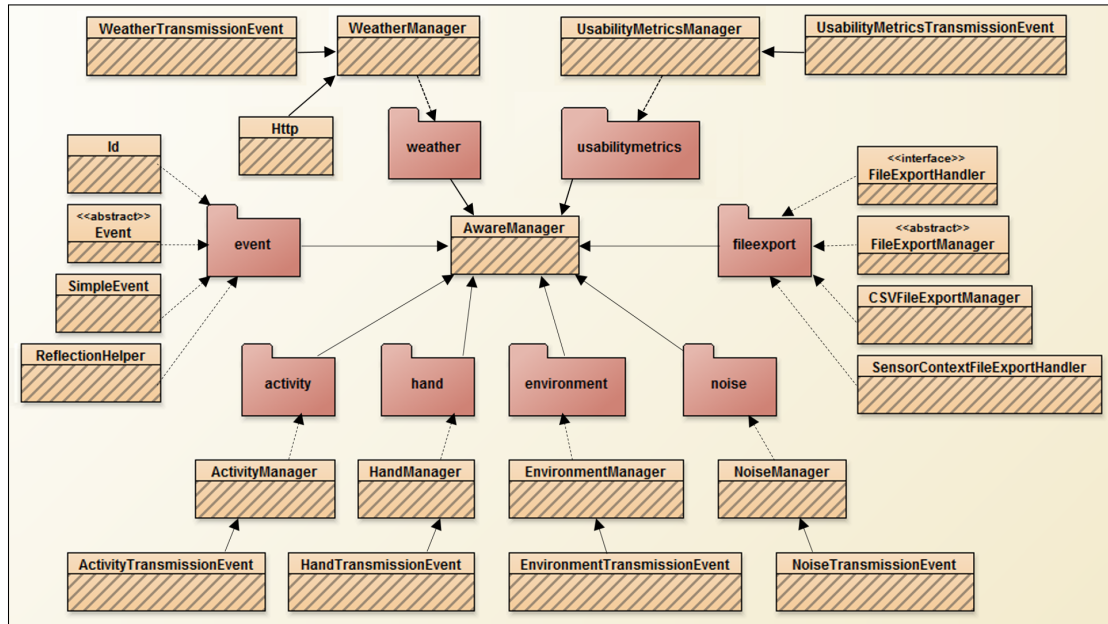 WeatherTransmissionEvent
WeatherManager
UsabilityMetricsManager
UsabilityMetricsTransmissionEvent
Http
weather
usabilitymetrics
Id
<<interface>>
FileExportHandler
<<abstract>>
Event
event
AwareManager
fileexport
<<abstract>>
FileExportManager
SimpleEvent
CSVFileExportManager
ReflectionHelper
SensorContextFileExportHandler
activity
hand
environment
noise
ActivityManager
HandManager
EnvironmentManager
NoiseManager
ActivityTransmissionEvent
HandTransmissionEvent
EnvironmentTransmissionEvent
NoiseTransmissionEvent